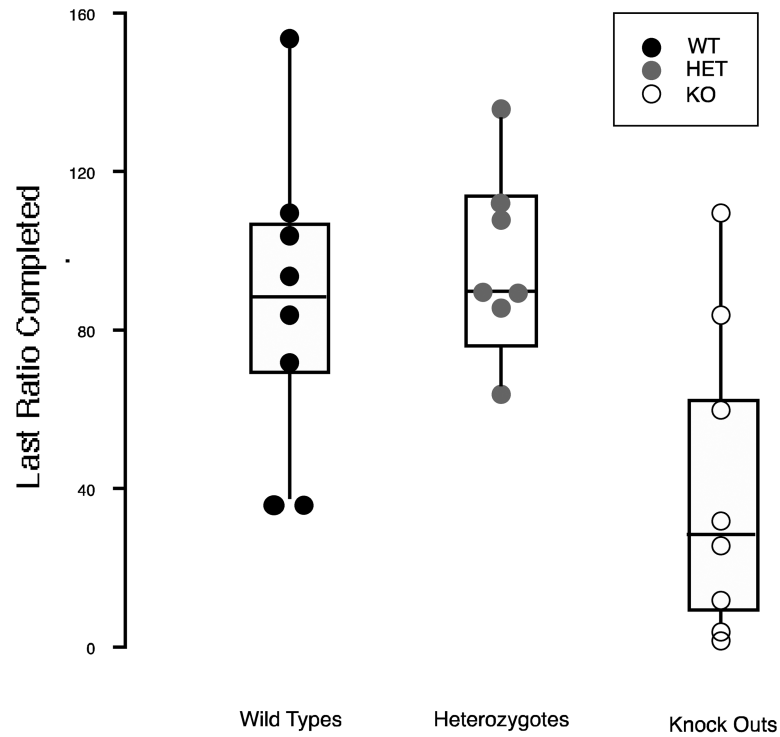 160
120
80
40
0
Last Ratio Completed
WT
HET
KO
Wild Types
Heterozygotes
Knock Outs